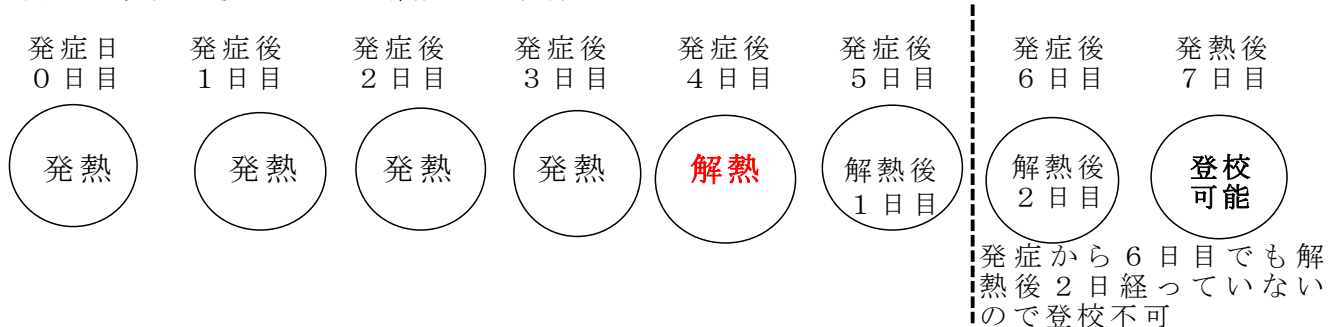 発症日
0日目
発症後
1日目
発症後
2日目
発症後
3日目
発症後
4日目
発症後
5日目
発症後
6日目
発熱後
7日目
発熱
発熱
発熱
発熱
解熱
解熱後
1日目
解熱後
2日目
登校
可能
発症から6日目でも解
熱後2日経っていない
ので登校不可